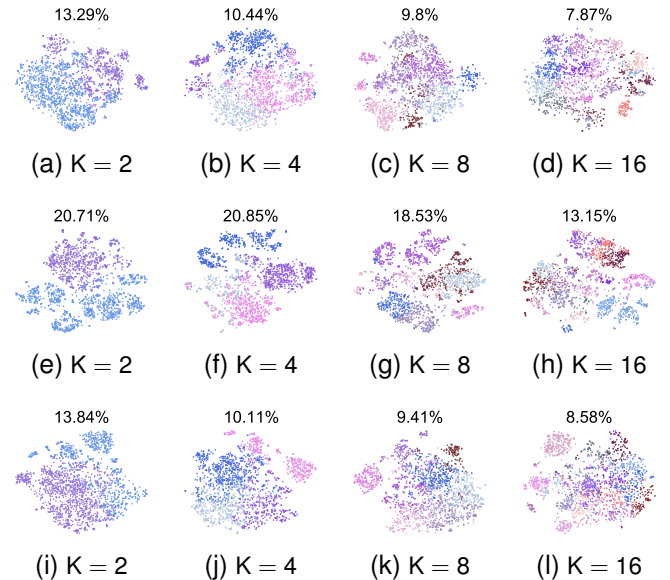 13.29% 10.44% 9.8% 7.87%
(a) K = 2 (b) K = 4 (c) K = 8 (d) K = 16
20.71% 20.85% 18.53% 13.15%
(e) K = 2 (f) K = 4 (g) K = 8 (h) K = 16
13.84% 10.11% 9.41% 8.58%
(i) K = 2 (j) K = 4 (k) K = 8 (l) K = 16